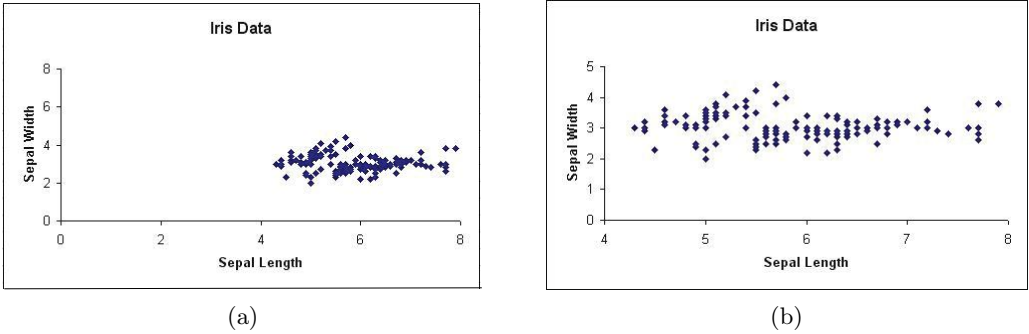 Iris Data
8
6
4
2
0
Sepal Width
0 2 4 6 8
Sepal Length
(a)
Iris Data
5
4
3
2
1
0
Sepal Width
4 5 6 7 8
Sepal Length
(b)